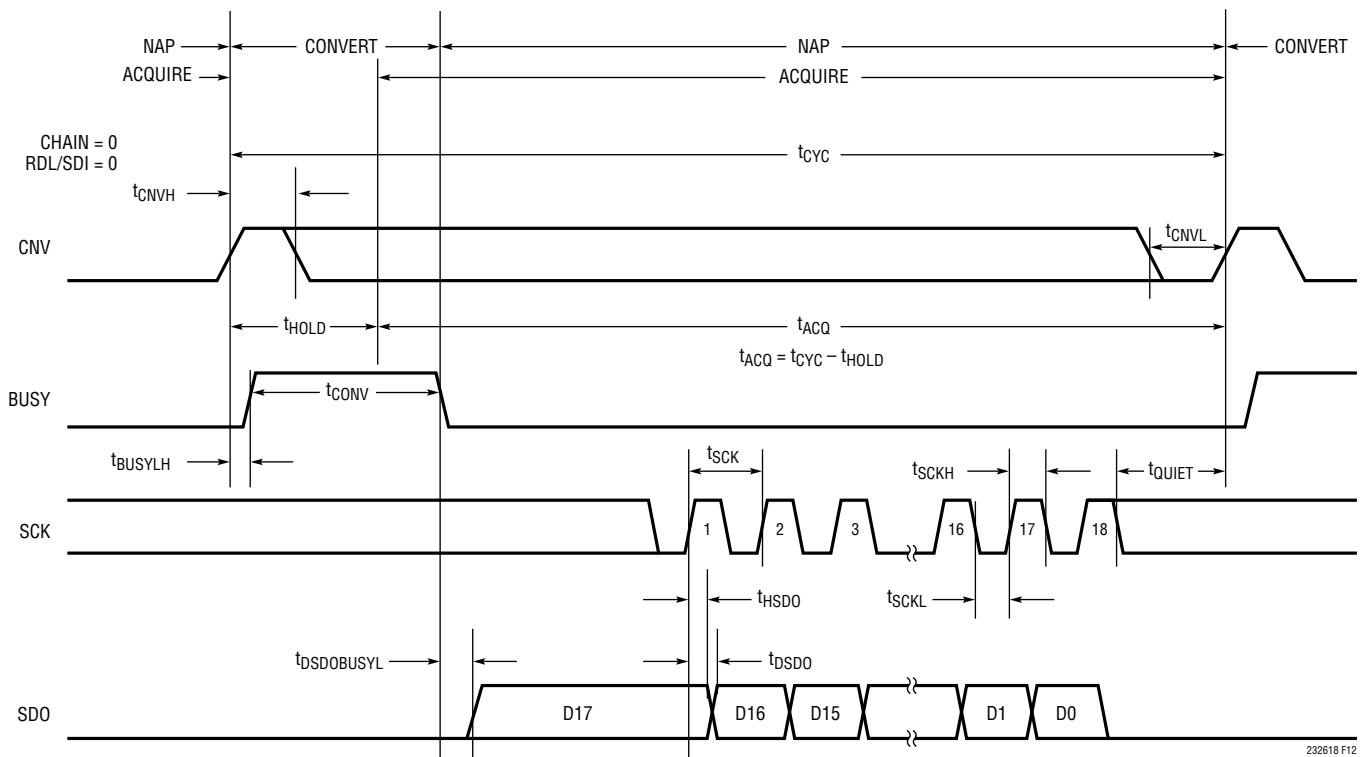 NAP CONVERT NAP CONVERT
ACQUIRE ACQUIRE
CHAIN = 0
RDL/SDI = 0
tCYC
tCNVH
CNV
tCNVL
tHOLD tACQ
tACQ = tCYC – tHOLD
BUSY
tCONV
tBUSYLH
tSCK
tSCKH
tQUIET
SCK
1 2 3 16 17 18
tHSDO
tSCKL
tDSDOBUSYL
tDSDO
SDO
D17 D16 D15 D1 D0
232618 F12